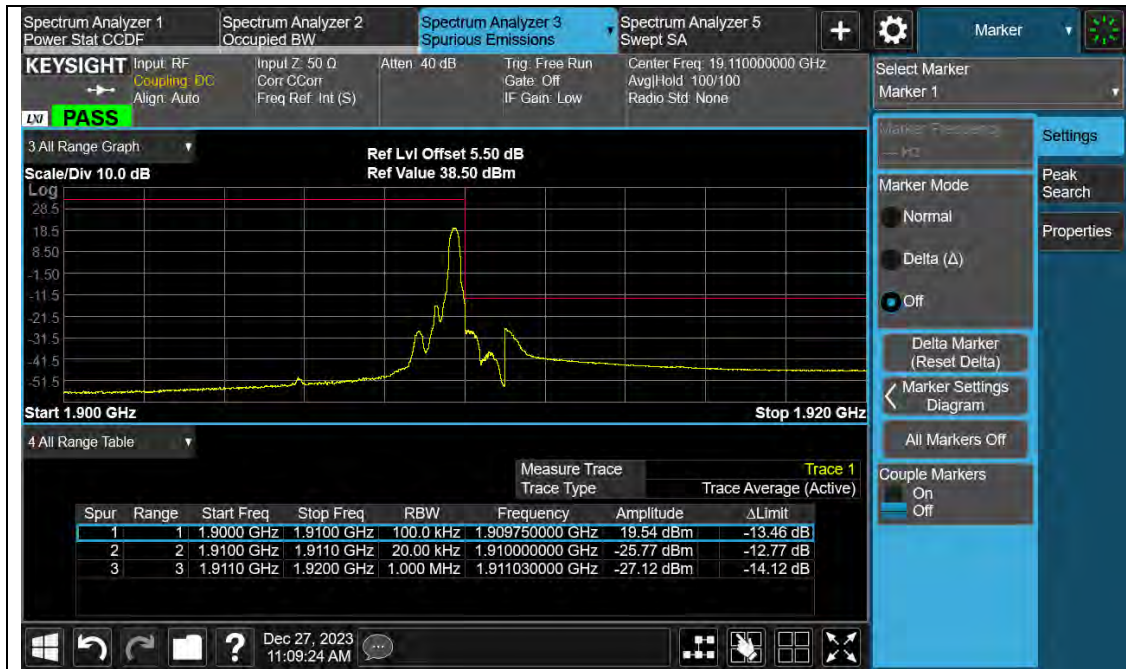 Spectrum Analyzer 1
Power Stat CCDF
Spectrum Analyzer 2
Occupied BW
Spectrum Analyzer 3
Spurious Emissions
Spectrum Analyzer 5
Swept SA
+
Marker
KEYSIGHT
Input: RF
Coupling: DC
Align: Auto
Input Z: 50 Ω
Corr CCorr
Freq Ref: Int (S)
Atten: 40 dB
Trig: Free Run
Gate: Off
IF Gain: Low
Center Freq: 19.110000000 GHz
Avg|Hold: 100/100
Radio Std: None
LXI PASS
Select Marker
Marker 1
Marker Frequency
--- Hz
Settings
Peak
Search
Properties
Marker Mode
Normal
Delta (Δ)
Off
Delta Marker
(Reset Delta)
Marker Settings
Diagram
All Markers Off
Couple Markers
On
Off
3 All Range Graph
Scale/Div 10.0 dB
Ref Lvl Offset 5.50 dB
Ref Value 38.50 dBm
Log
28.5
18.5
8.50
-1.50
-11.5
-21.5
-31.5
-41.5
-51.5
Start 1.900 GHz
Stop 1.920 GHz
4 All Range Table
Measure Trace Trace 1
Trace Type Trace Average (Active)
Spur Range Start Freq Stop Freq RBW Frequency Amplitude ΔLimit
1 1 1.9000 GHz 1.9100 GHz 100.0 kHz 1.909750000 GHz 19.54 dBm -13.46 dB
2 2 1.9100 GHz 1.9110 GHz 20.00 kHz 1.910000000 GHz -25.77 dBm -12.77 dB
3 3 1.9110 GHz 1.9200 GHz 1.000 MHz 1.911030000 GHz -27.12 dBm -14.12 dB
?
Dec 27, 2023
11:09:24 AM